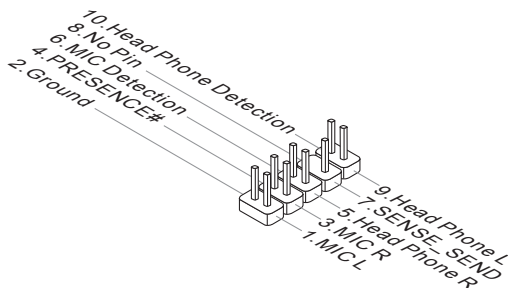 10.Head Phone Detection
8.No Pin
6.MIC Detection
4.PRESENCE#
2.Ground
9.Head Phone L
7.SENSE_SEND
5.Head Phone R
3.MIC R
1.MIC L